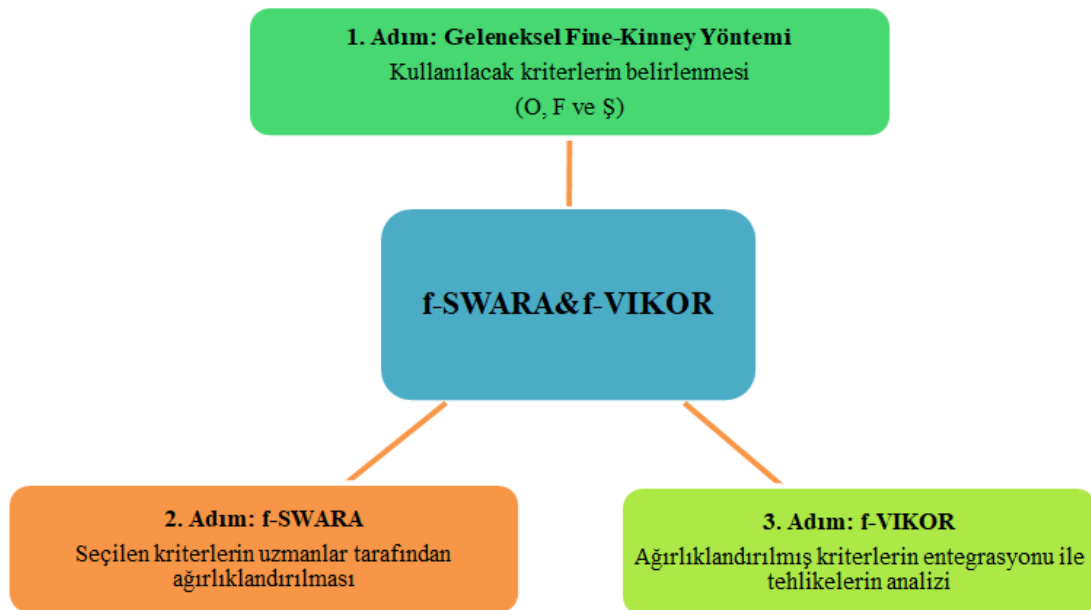 1. Adım: Geleneksel Fine-Kinney Yöntemi
Kullanılacak kriterlerin belirlenmesi
(O, F ve Ş)
f-SWARA&f-VIKOR
2. Adım: f-SWARA
Seçilen kriterlerin uzmanlar tarafından
ağırlıklandırılması
3. Adım: f-VIKOR
Ağırlıklandırılmış kriterlerin entegrasyonu ile
tehlikelerin analizi